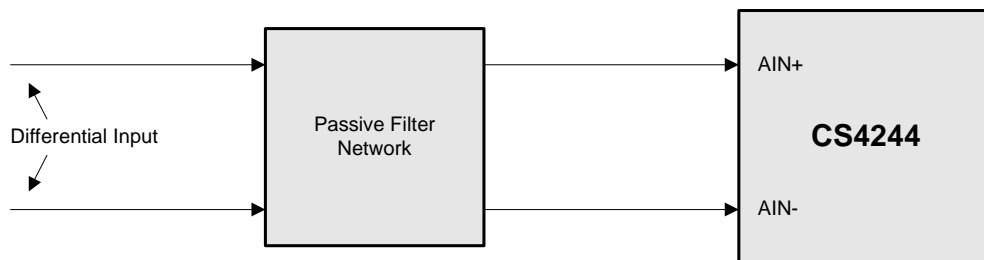 AIN+
Differential Input
Passive Filter
Network
CS4244
AIN-